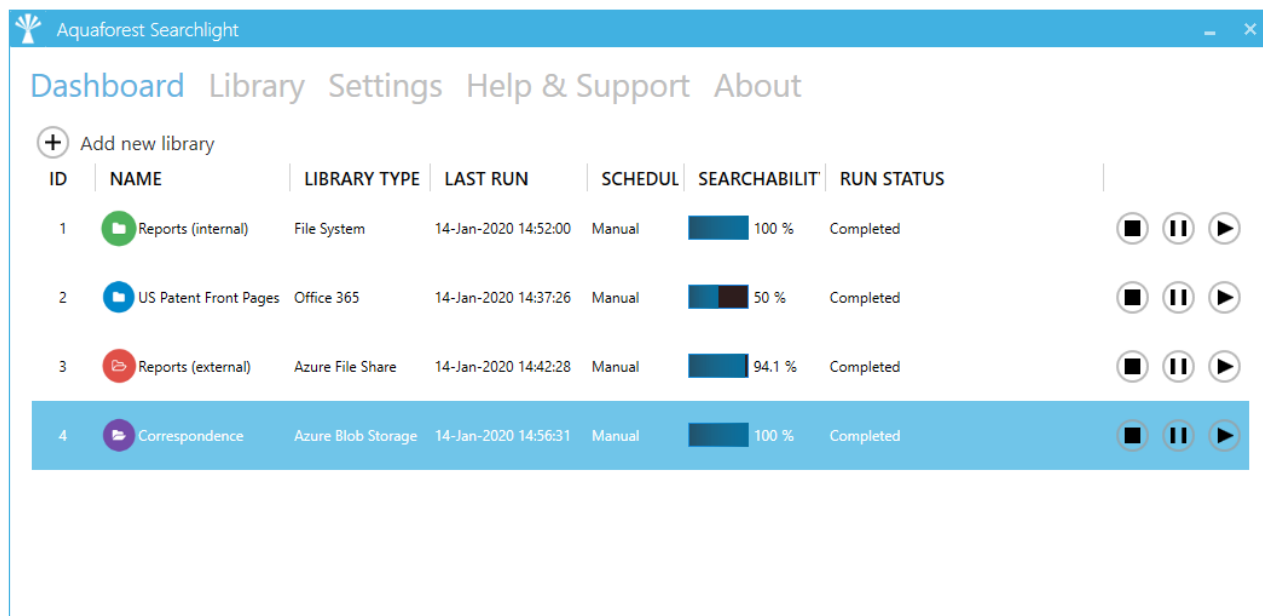 Aquaforest Searchlight
Dashboard Library Settings Help & Support About
Add new library
ID NAME LIBRARY TYPE LAST RUN SCHEDUL SEARCHABILIT RUN STATUS
1 Reports (internal) File System 14-Jan-2020 14:52:00 Manual 100 % Completed
2 US Patent Front Pages Office 365 14-Jan-2020 14:37:26 Manual 50 % Completed
3 Reports (external) Azure File Share 14-Jan-2020 14:42:28 Manual 94.1 % Completed
4 Correspondence Azure Blob Storage 14-Jan-2020 14:56:31 Manual 100 % Completed